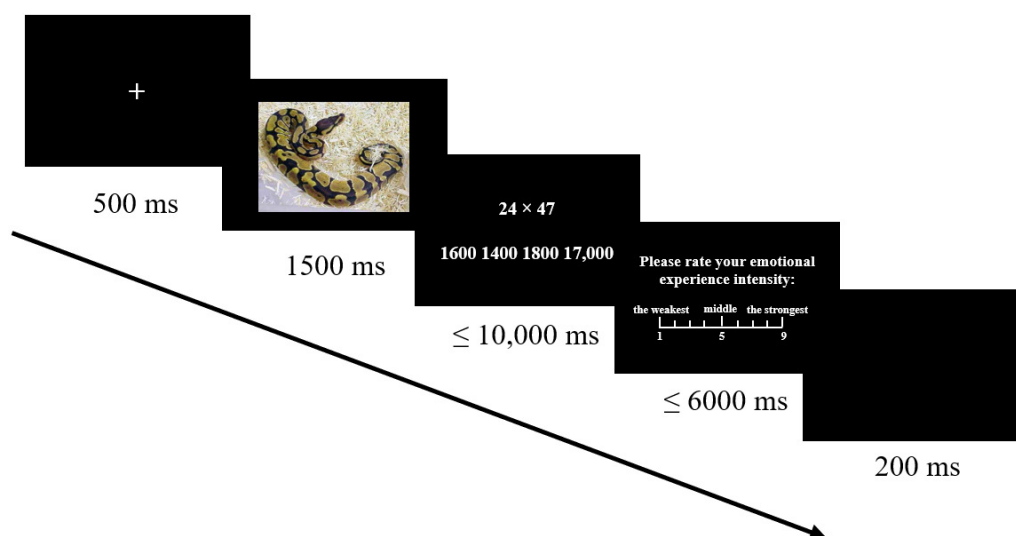 +
500 ms
1500 ms
24 × 47
1600 1400 1800 17,000
≤ 10,000 ms
Please rate your emotional
experience intensity:
the weakest middle the strongest
1 5 9
≤ 6000 ms
200 ms